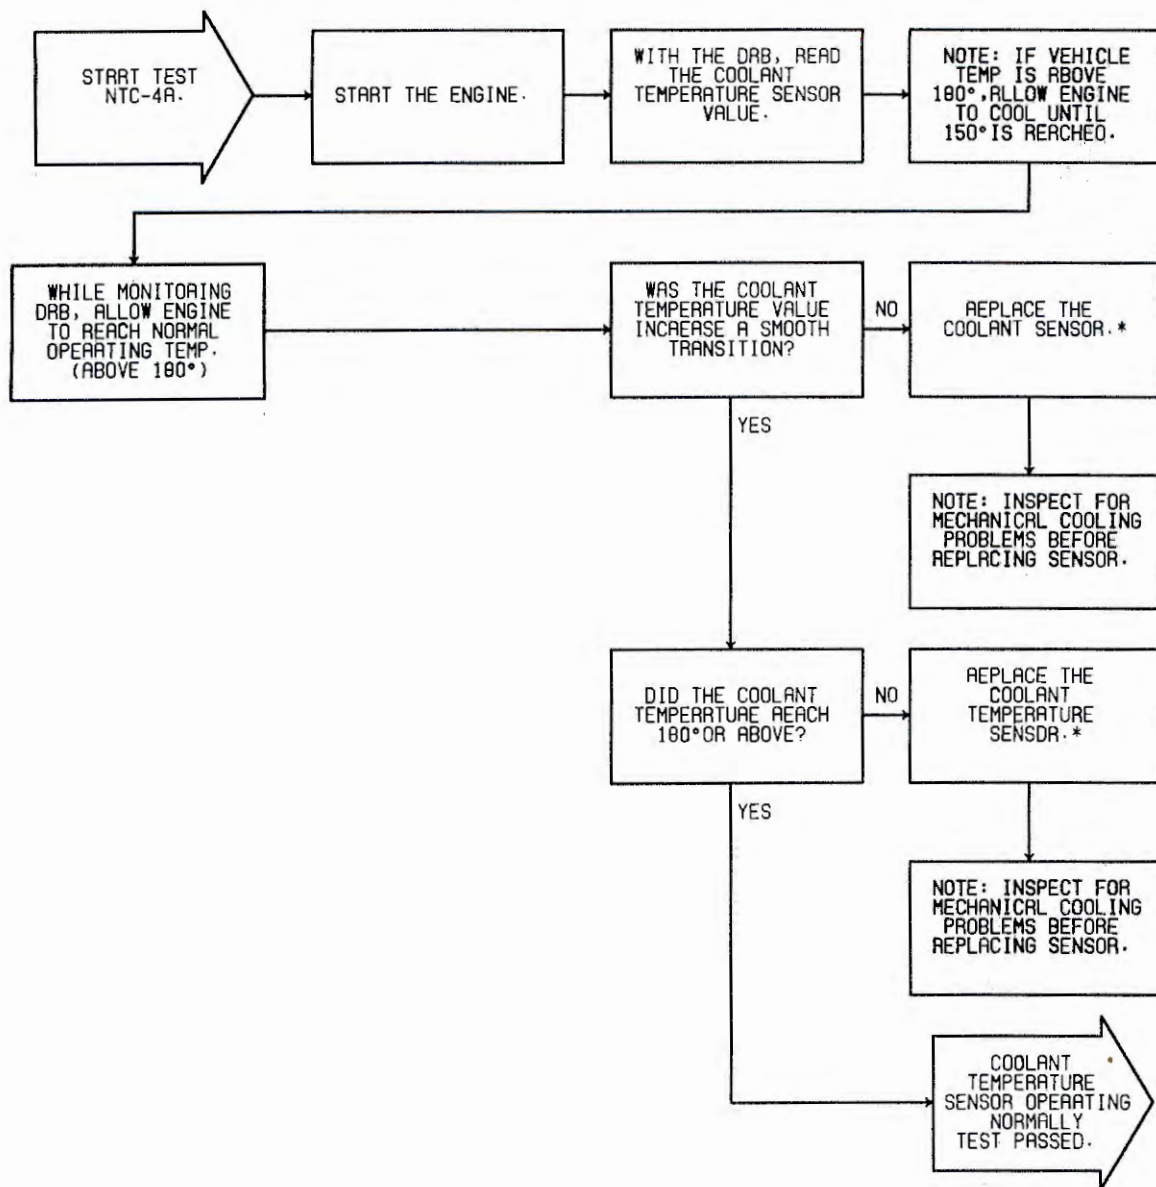 START TEST
NTC-4A.
START THE ENGINE.
WITH THE DRB, READ
THE COOLANT
TEMPERATURE SENSOR
VALUE.
NOTE: IF VEHICLE
TEMP IS ABOVE
180°, ALLOW ENGINE
TO COOL UNTIL
150° IS REACHED.
WHILE MONITORING
DRB, ALLOW ENGINE
TO REACH NORMAL
OPERATING TEMP.
(ABOVE 180°)
WAS THE COOLANT
TEMPERATURE VALUE
INCREASE A SMOOTH
TRANSITION?
NO
REPLACE THE
COOLANT SENSOR.*
YES
NOTE: INSPECT FOR
MECHANICAL COOLING
PROBLEMS BEFORE
REPLACING SENSOR.
DID THE COOLANT
TEMPERATURE REACH
180° OR ABOVE?
NO
REPLACE THE
COOLANT
TEMPERATURE
SENSOR.*
YES
NOTE: INSPECT FOR
MECHANICAL COOLING
PROBLEMS BEFORE
REPLACING SENSOR.
COOLANT
TEMPERATURE
SENSOR OPERATING
NORMALLY
TEST PASSED.